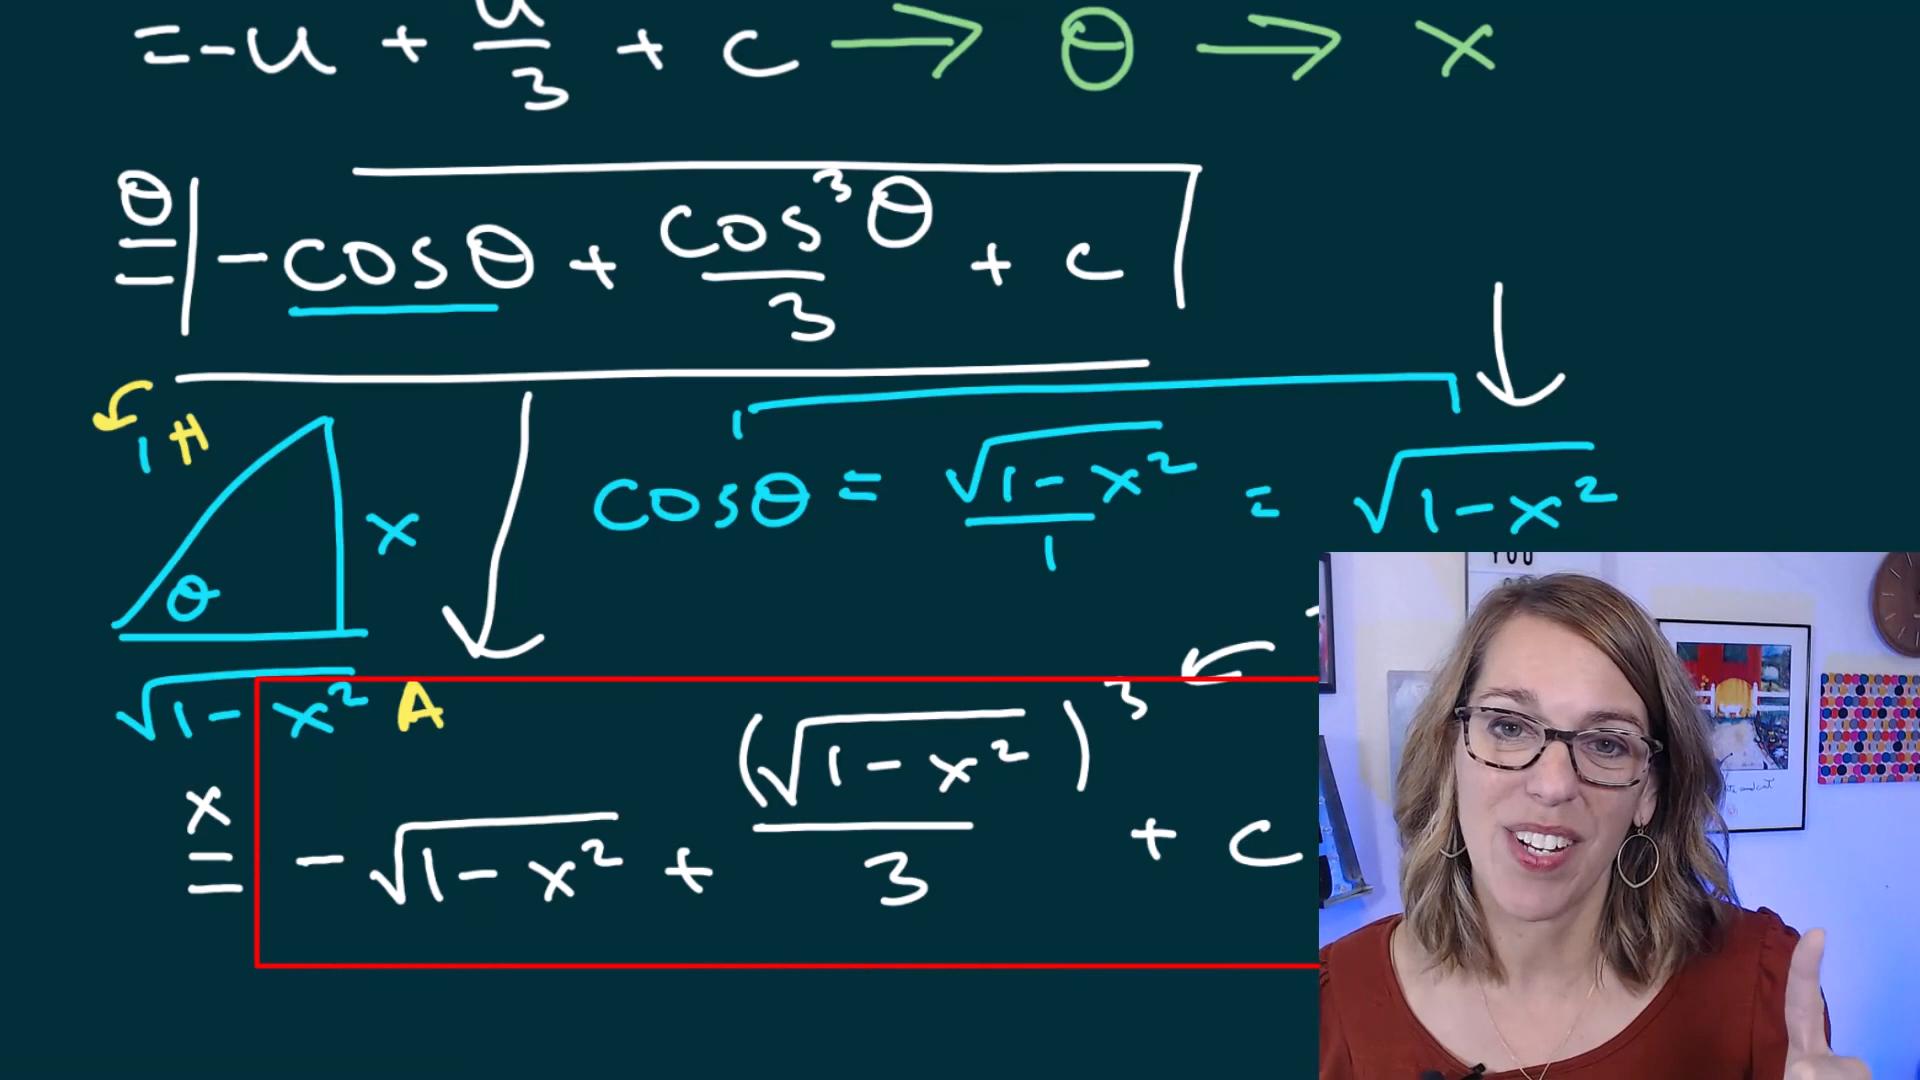 = -u + u/3 + c → θ → x
θ= | -cosθ + cos³θ/3 + c
1 H
x
cosθ = √(1-x²)/1 = √(1-x²)
θ
√(1-x²) A
x= -√(1-x²) + (√(1-x²))³/3 + c
YOU